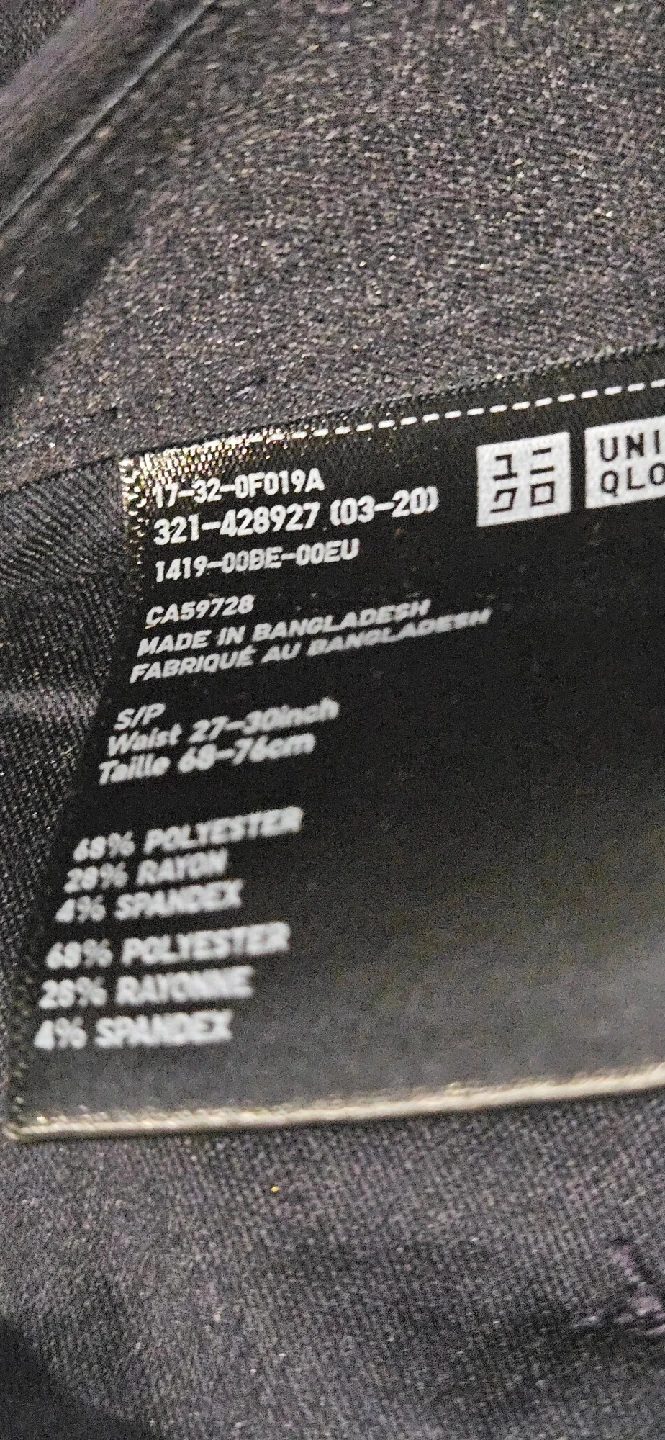 17-32-0F019A
321-428927 (03-20)
1419-00BE-00EU
ユニ
クロ
UNI
QLO
CA59728
MADE IN BANGLADESH
FABRIQUÉ AU BANGLADESH
S/P
Waist 27-30inch
Taille 68-76cm
68% POLYESTER
28% RAYON
4% SPANDEX
68% POLYESTER
28% RAYONNE
4% SPANDEX